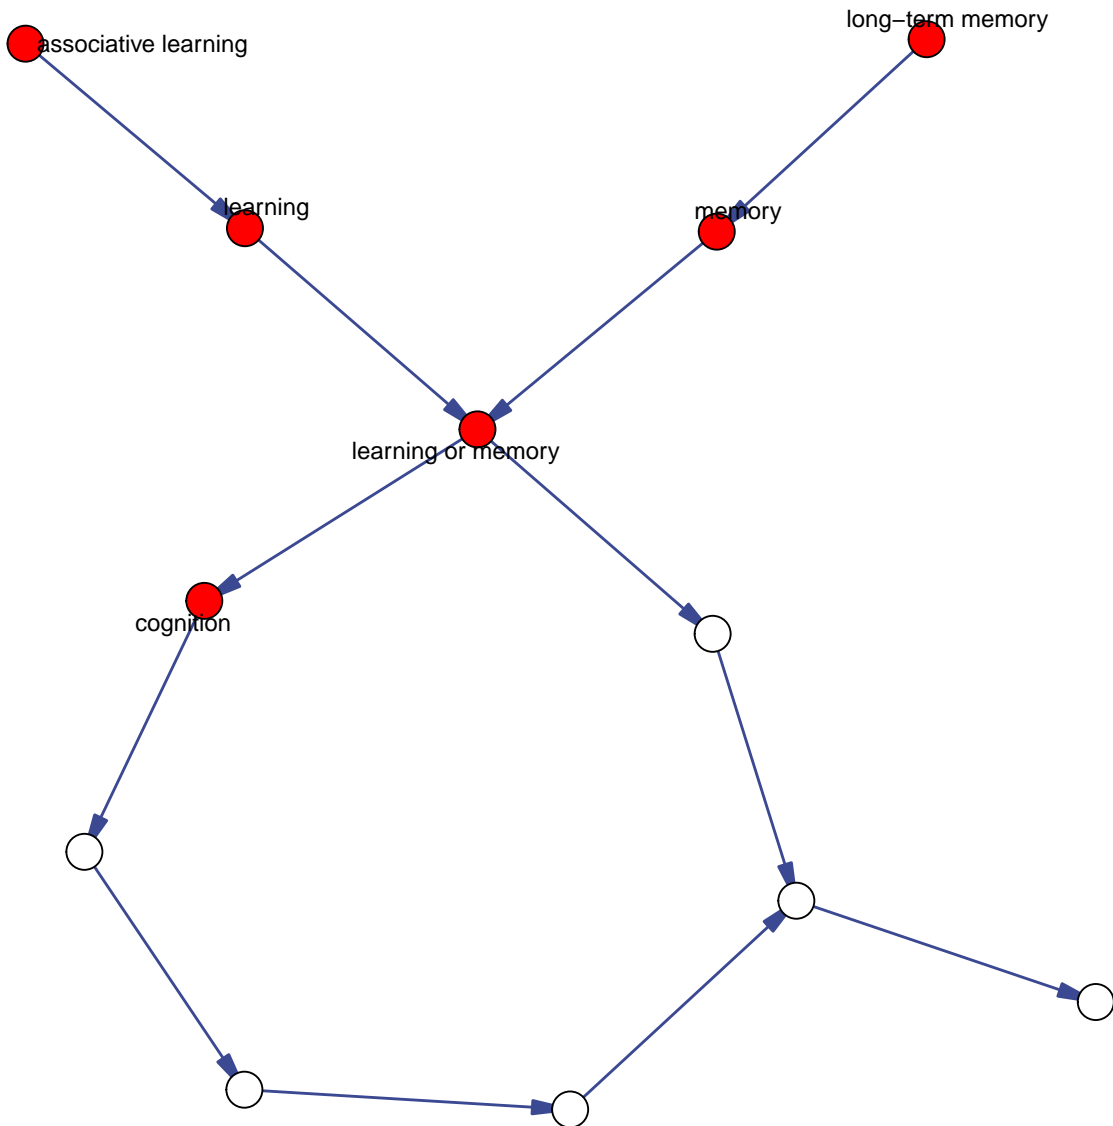 long−term memory
associative learning
learning
memory
learning or memory
cognition